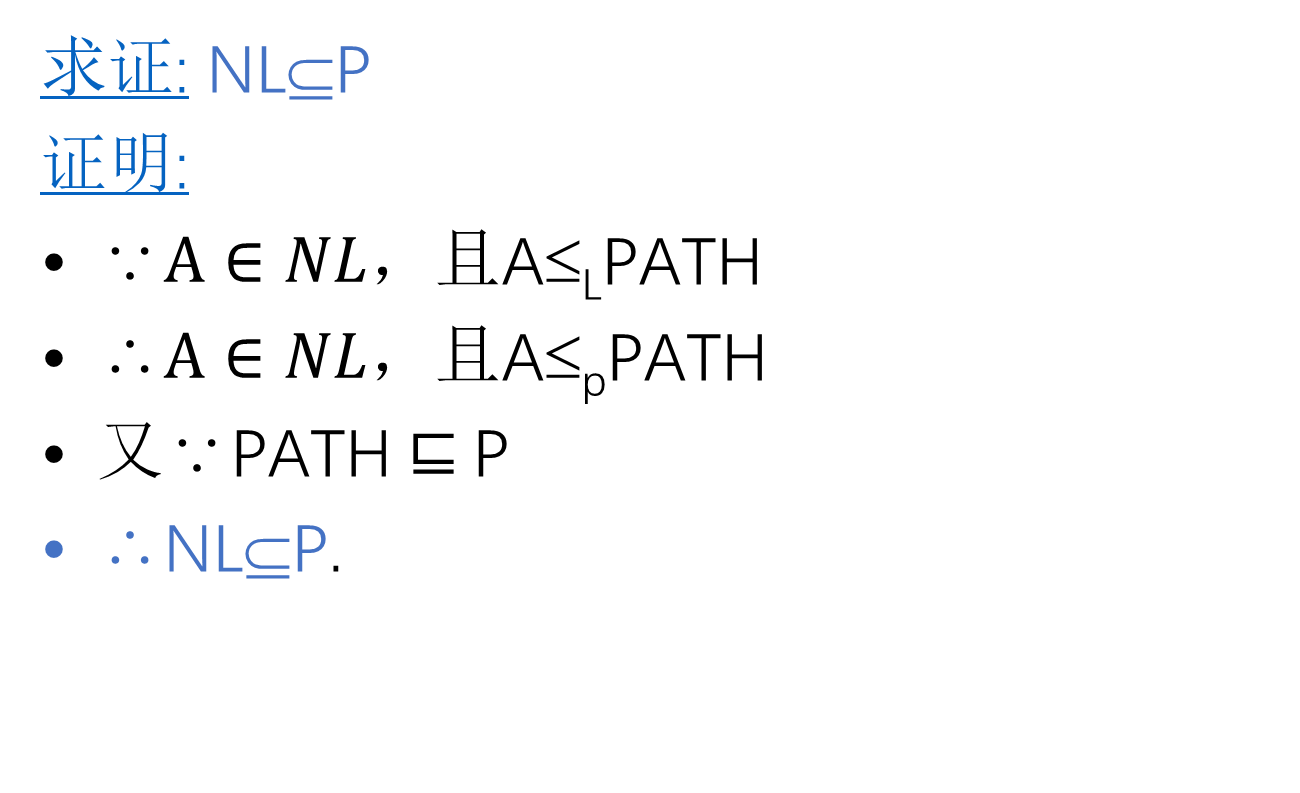 求证: NL⊆P
证明:
• ∵A ∈ NL，且A≤LPATH
• ∴A ∈ NL，且A≤pPATH
• 又∵PATH ⊑ P
• ∴NL⊆P.